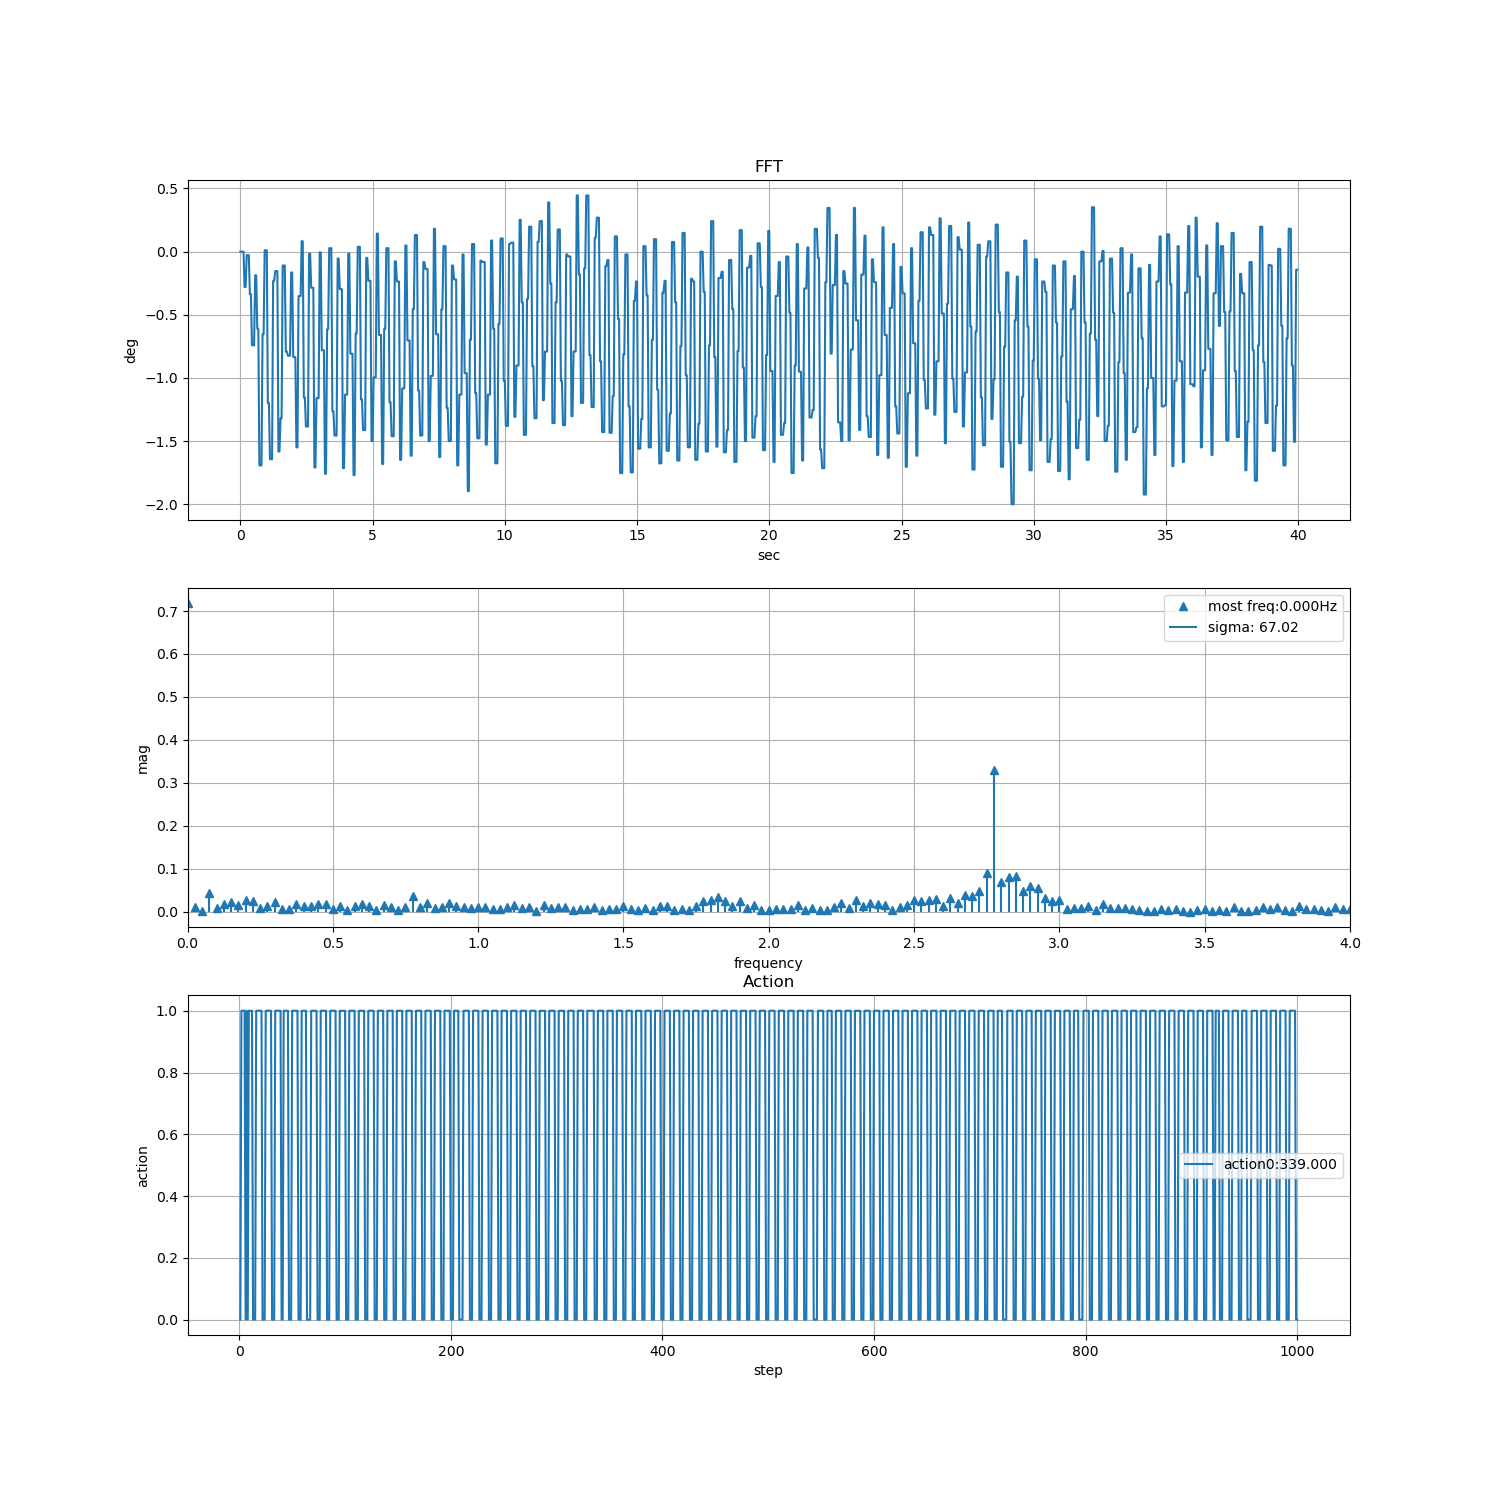 FFT
0.5
0.0
−0.5
−1.0
−1.5
−2.0
deg
0 5 10 15 20 25 30 35 40
sec
0.7
0.6
0.5
0.4
0.3
0.2
0.1
0.0
mag
most freq:0.000Hz
sigma: 67.02
0.0 0.5 1.0 1.5 2.0 2.5 3.0 3.5 4.0
frequency
Action
1.0
0.8
0.6
0.4
0.2
0.0
action
action0:339.000
0 200 400 600 800 1000
step